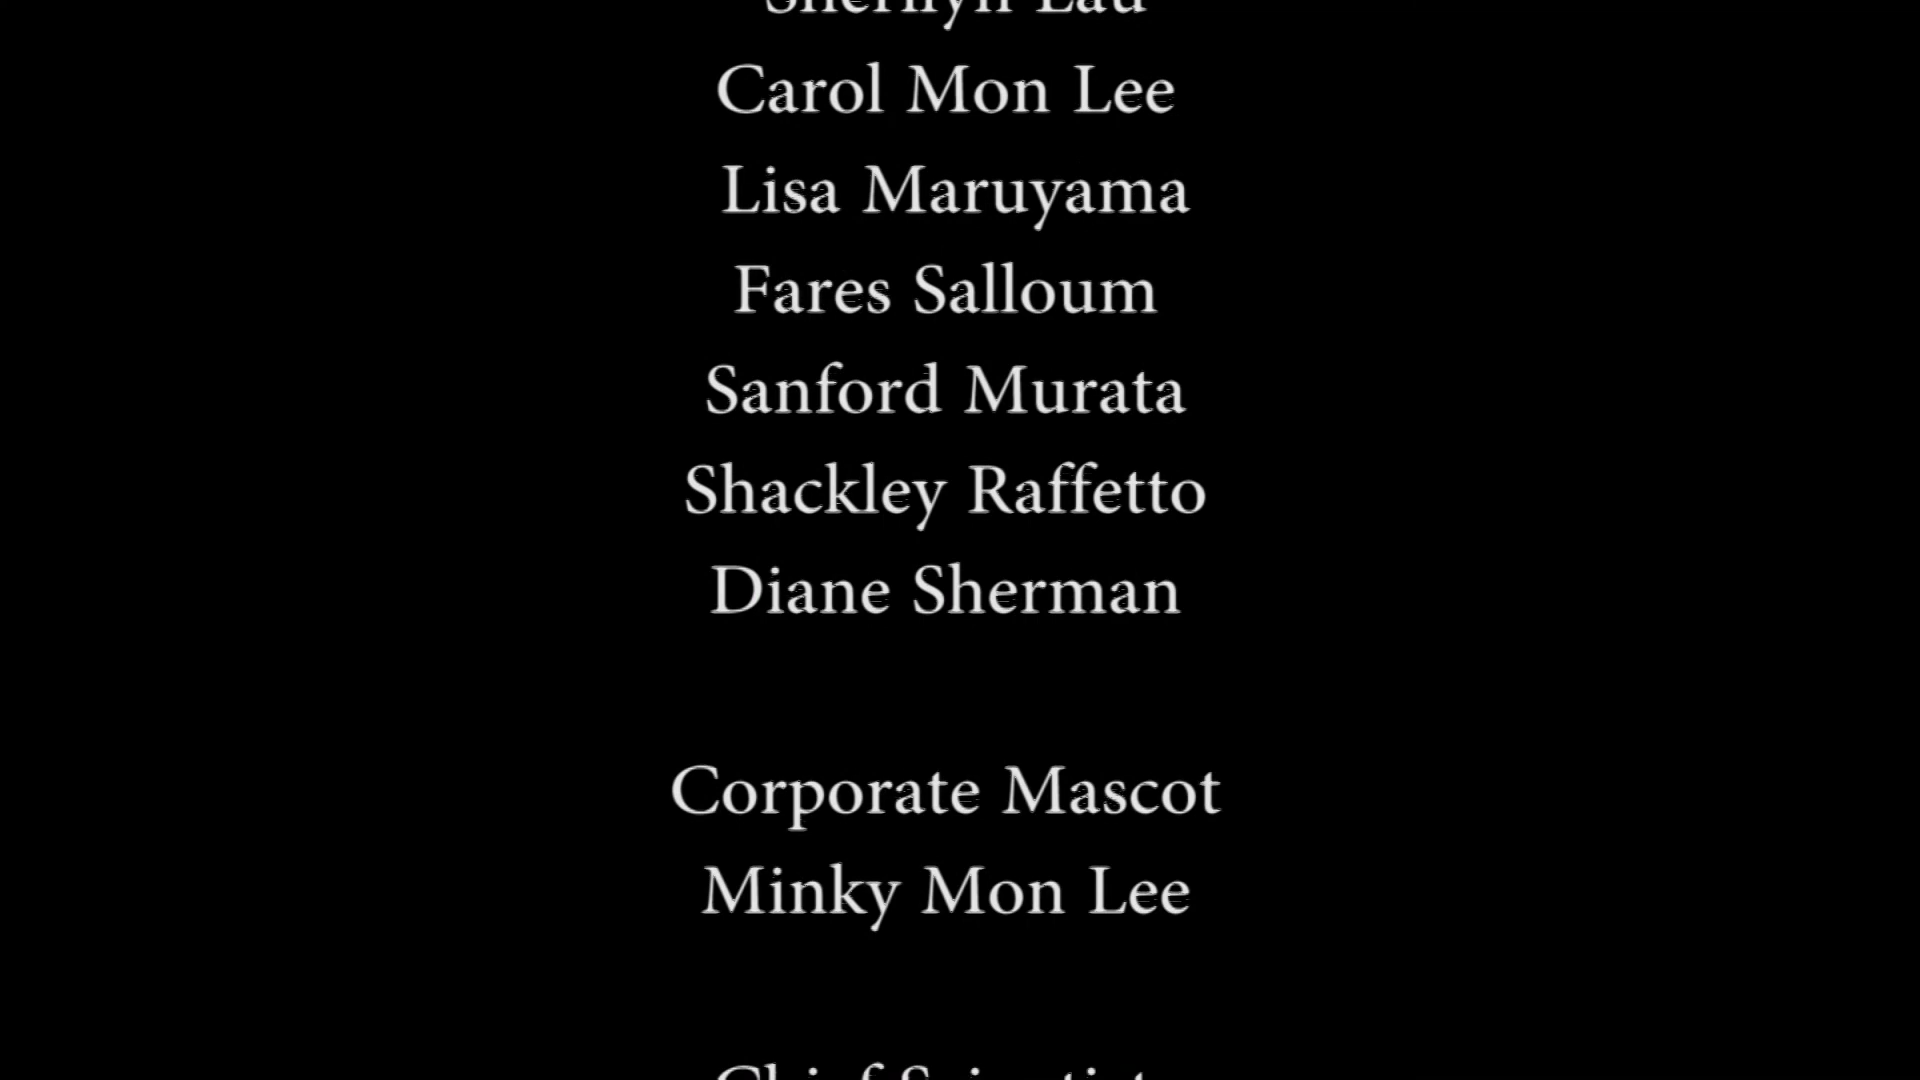 Lau
Carol Mon Lee
Lisa Maruyama
Fares Salloum
Sanford Murata
Shackley Raffetto
Diane Sherman
Corporate Mascot
Minky Mon Lee
Chief Scientist